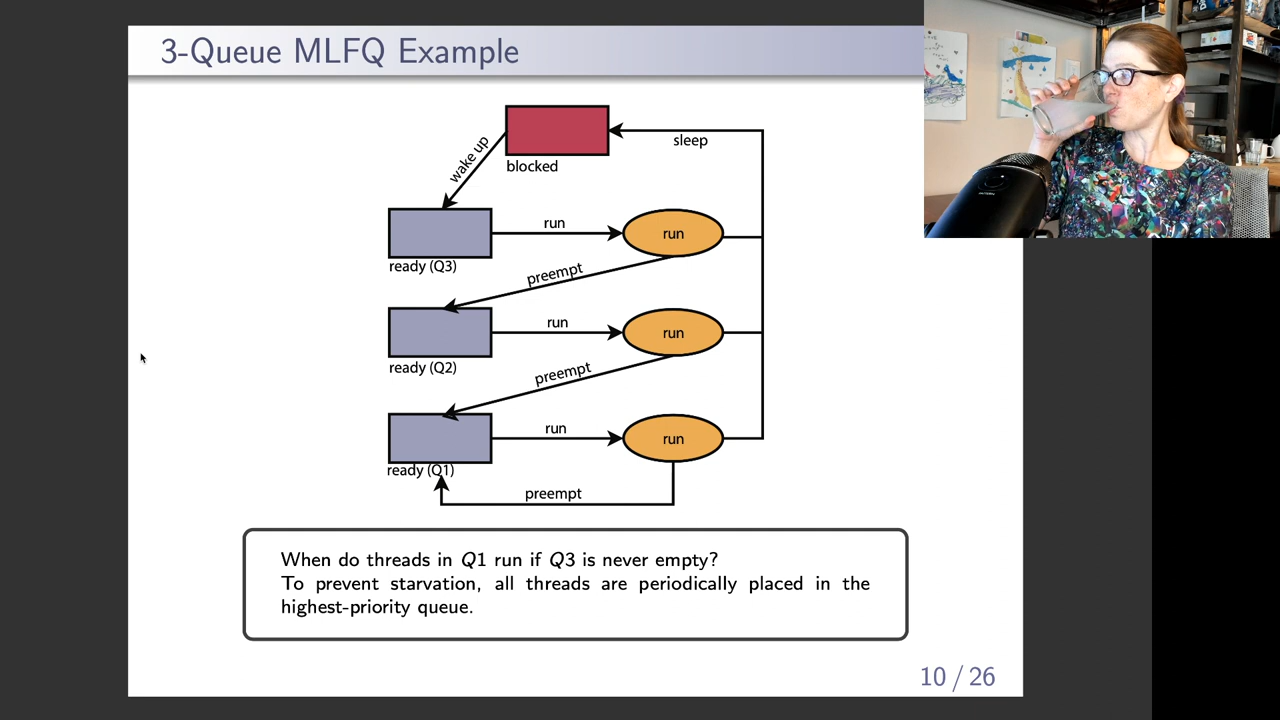 3-Queue MLFQ Example
sleep
wake up
blocked
run
run
ready (Q3)
preempt
run
run
ready (Q2)
preempt
run
run
ready (Q1)
preempt
When do threads in Q1 run if Q3 is never empty?
To prevent starvation, all threads are periodically placed in the
highest-priority queue.
10 / 26